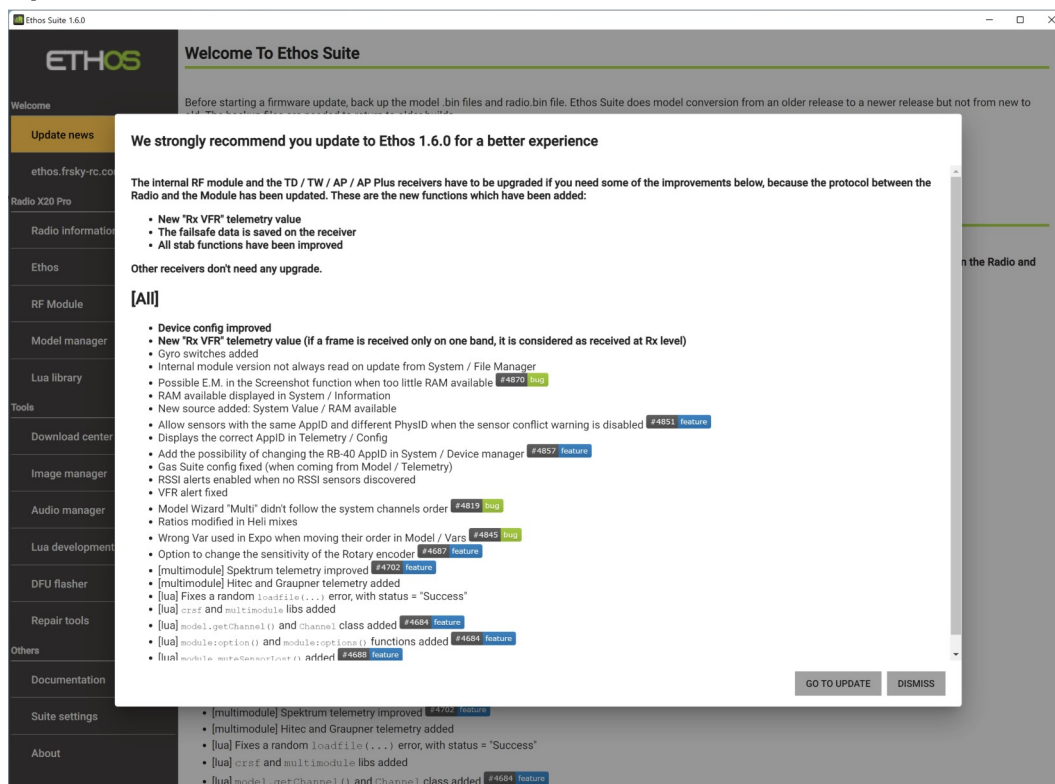 Ethos Suite 1.6.0
ETHOS
Welcome
Update news
ethos.frsky-rc.co
Radio X20 Pro
Radio information
Ethos
RF Module
Model manager
Lua library
Tools
Download center
Image manager
Audio manager
Lua development
DFU flasher
Repair tools
Others
Documentation
Suite settings
About
Welcome To Ethos Suite
Before starting a firmware update, back up the model .bin files and radio.bin file. Ethos Suite does model conversion from an older release to a newer release but not from new to
We strongly recommend you update to Ethos 1.6.0 for a better experience
The internal RF module and the TD / TW / AP / AP Plus receivers have to be upgraded if you need some of the improvements below, because the protocol between the
Radio and the Module has been updated. These are the new functions which have been added:
• New "Rx VFR" telemetry value
• The failsafe data is saved on the receiver
• All stab functions have been improved
Other receivers don't need any upgrade.
[All]
• Device config improved
• New "Rx VFR" telemetry value (if a frame is received only on one band, it is considered as received at Rx level)
• Gyro switches added
• Internal module version not always read on update from System / File Manager
• Possible E.M. in the Screenshot function when too little RAM available #4870 bug
• RAM available displayed in System / Information
• New source added: System Value / RAM available
• Allow sensors with the same AppID and different PhysID when the sensor conflict warning is disabled #4851 feature
• Displays the correct AppID in Telemetry / Config
• Add the possibility of changing the RB-40 AppID in System / Device manager #4857 feature
• Gas Suite config fixed (when coming from Model / Telemetry)
• RSSI alerts enabled when no RSSI sensors discovered
• VFR alert fixed
• Model Wizard "Multi" didn't follow the system channels order #4819 bug
• Ratios modified in Heli mixes
• Wrong Var used in Expo when moving their order in Model / Vars #4845 bug
• Option to change the sensitivity of the Rotary encoder #4687 feature
• [multimodule] Spektrum telemetry improved #4702 feature
• [multimodule] Hitec and Graupner telemetry added
• [lua] Fixes a random loadfile(...) error, with status = "Success"
• [lua] crsf and multimodule libs added
• [lua] model.getChannel() and Channel class added #4684 feature
• [lua] module:option() and module:options() functions added #4684 feature
• [lua] module.muteSensorLost() added #4688 feature
GO TO UPDATE
DISMISS
n the Radio and
• [multimodule] Spektrum telemetry improved #4702 feature
• [multimodule] Hitec and Graupner telemetry added
• [lua] Fixes a random loadfile(...) error, with status = "Success"
• [lua] crsf and multimodule libs added
• [lua] model.getChannel() and Channel class added #4684 feature